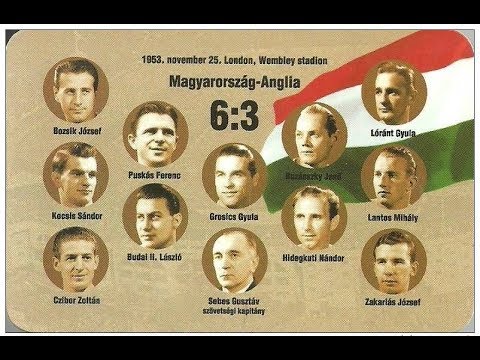 1953. november 25. London, Wembley stadion
Magyarország-Anglia
6:3
Bozsik József
Puskás Ferenc
Buzánszky Jenő
Lóránt Gyula
Kocsis Sándor
Budai II. László
Grosics Gyula
Hidegkuti Nándor
Lantos Mihály
Czibor Zoltán
Sebes Gusztáv
szövetségi kapitány
Zakariás József